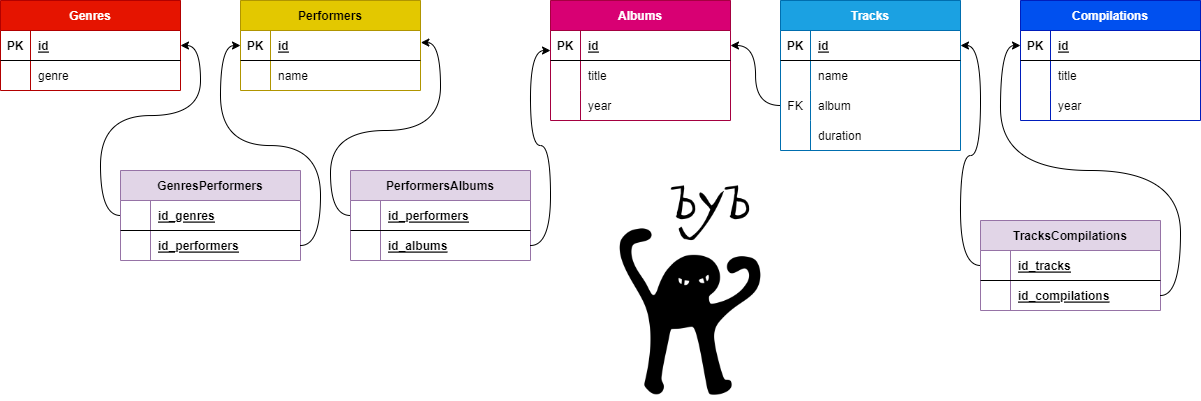 Genres
PK id
genre
Performers
PK id
name
Albums
PK id
title
year
Tracks
PK id
name
FK album
duration
Compilations
PK id
title
year
GenresPerformers
id_genres
id_performers
PerformersAlbums
id_performers
id_albums
TracksCompilations
id_tracks
id_compilations
ЪуЪ